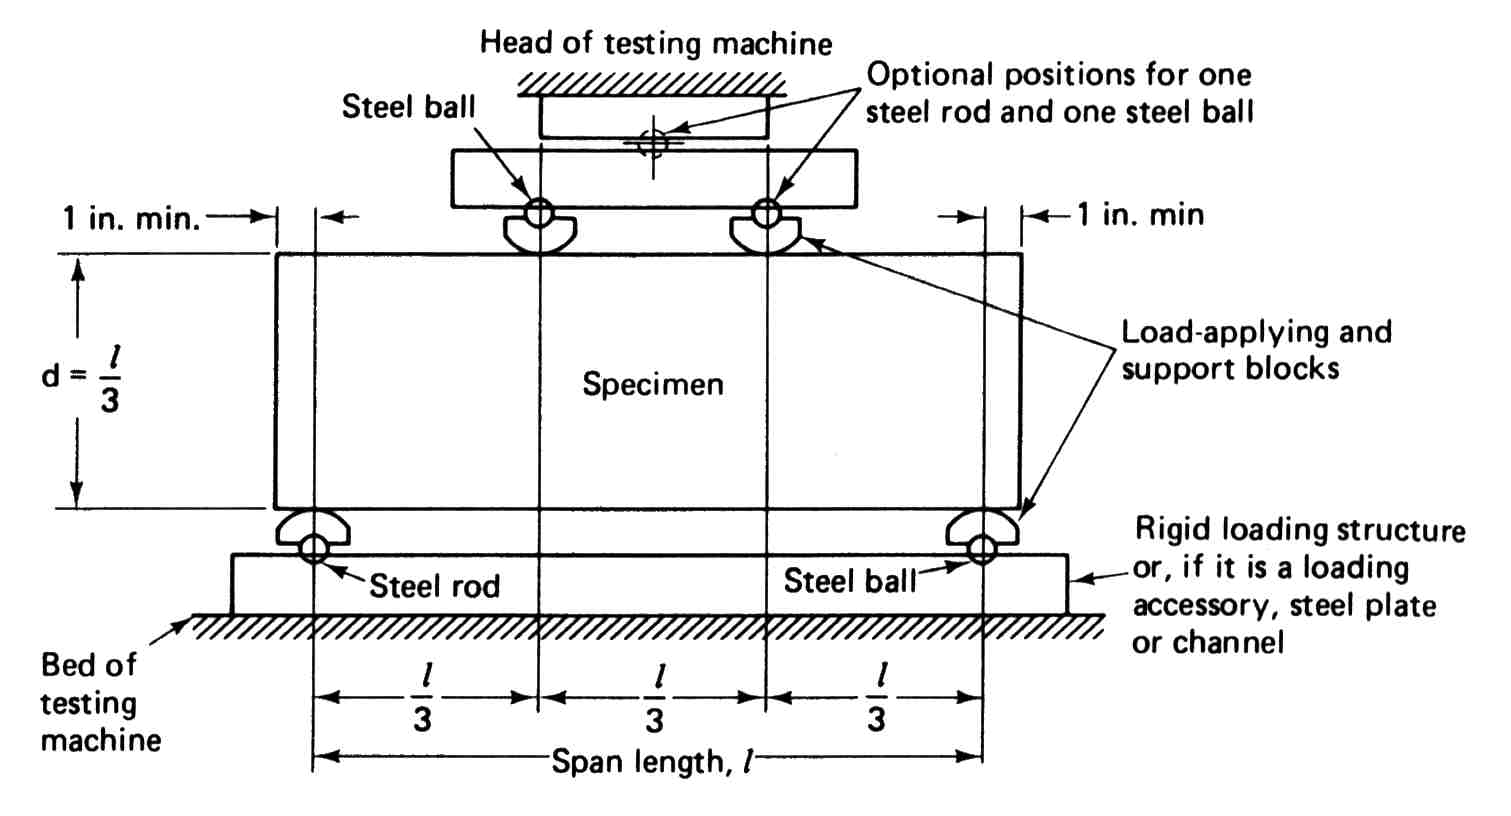 Head of testing machine
Optional positions for one
steel rod and one steel ball
Steel ball
1 in. min.
1 in. min
d = l/3
Specimen
Load-applying and
support blocks
Rigid loading structure
or, if it is a loading
accessory, steel plate
or channel
Steel rod
Steel ball
Bed of
testing
machine
l/3
l/3
l/3
Span length, l